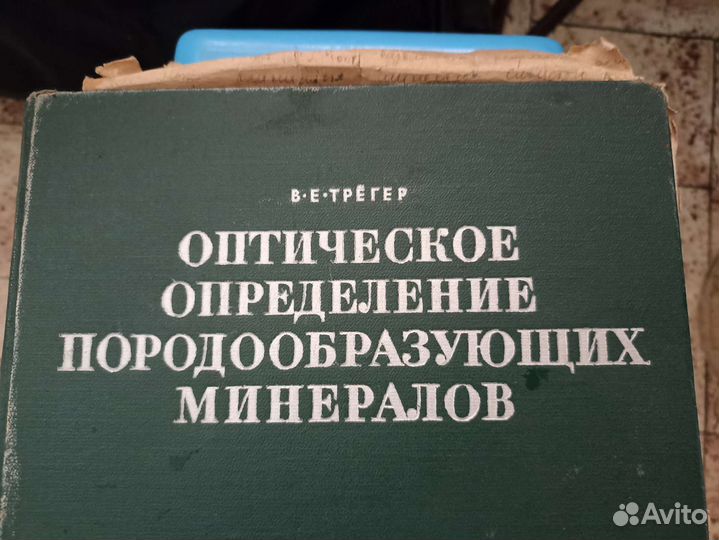 В·Е·ТРЁГЕР
ОПТИЧЕСКОЕ
ОПРЕДЕЛЕНИЕ
ПОРОДООБРАЗУЮЩИХ
МИНЕРАЛОВ
Avito